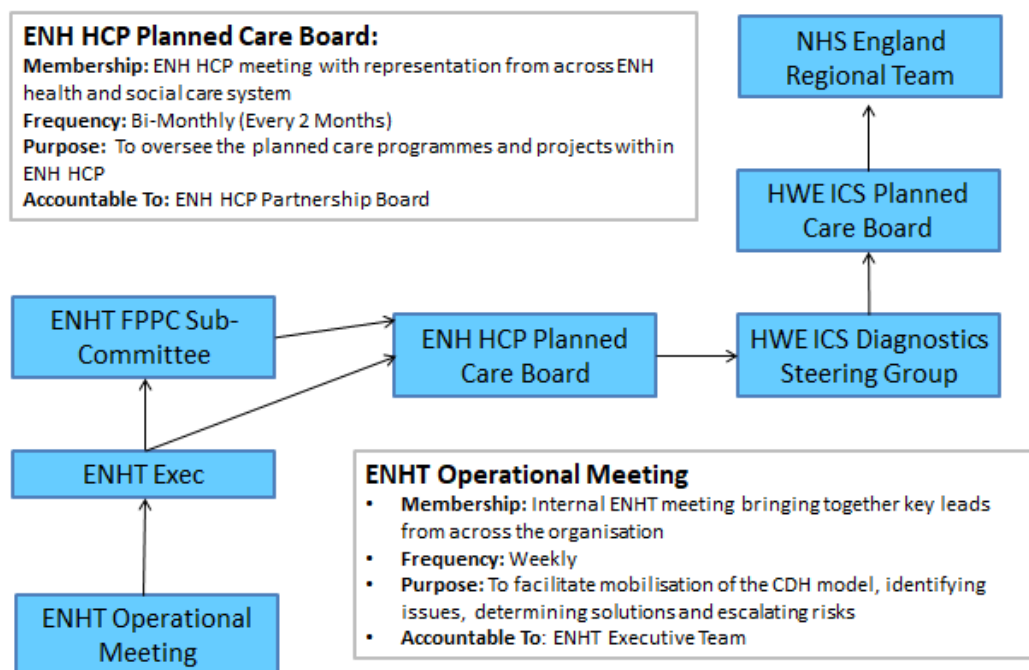 ENH HCP Planned Care Board:
Membership: ENH HCP meeting with representation from across ENH
health and social care system
Frequency: Bi-Monthly (Every 2 Months)
Purpose: To oversee the planned care programmes and projects within
ENH HCP
Accountable To: ENH HCP Partnership Board
NHS England
Regional Team
HWE ICS Planned
Care Board
ENHT FPPC Sub-
Committee
ENH HCP Planned
Care Board
HWE ICS Diagnostics
Steering Group
ENHT Exec
ENHT Operational Meeting
• Membership: Internal ENHT meeting bringing together key leads
from across the organisation
• Frequency: Weekly
• Purpose: To facilitate mobilisation of the CDH model, identifying
issues, determining solutions and escalating risks
• Accountable To: ENHT Executive Team
ENHT Operational
Meeting